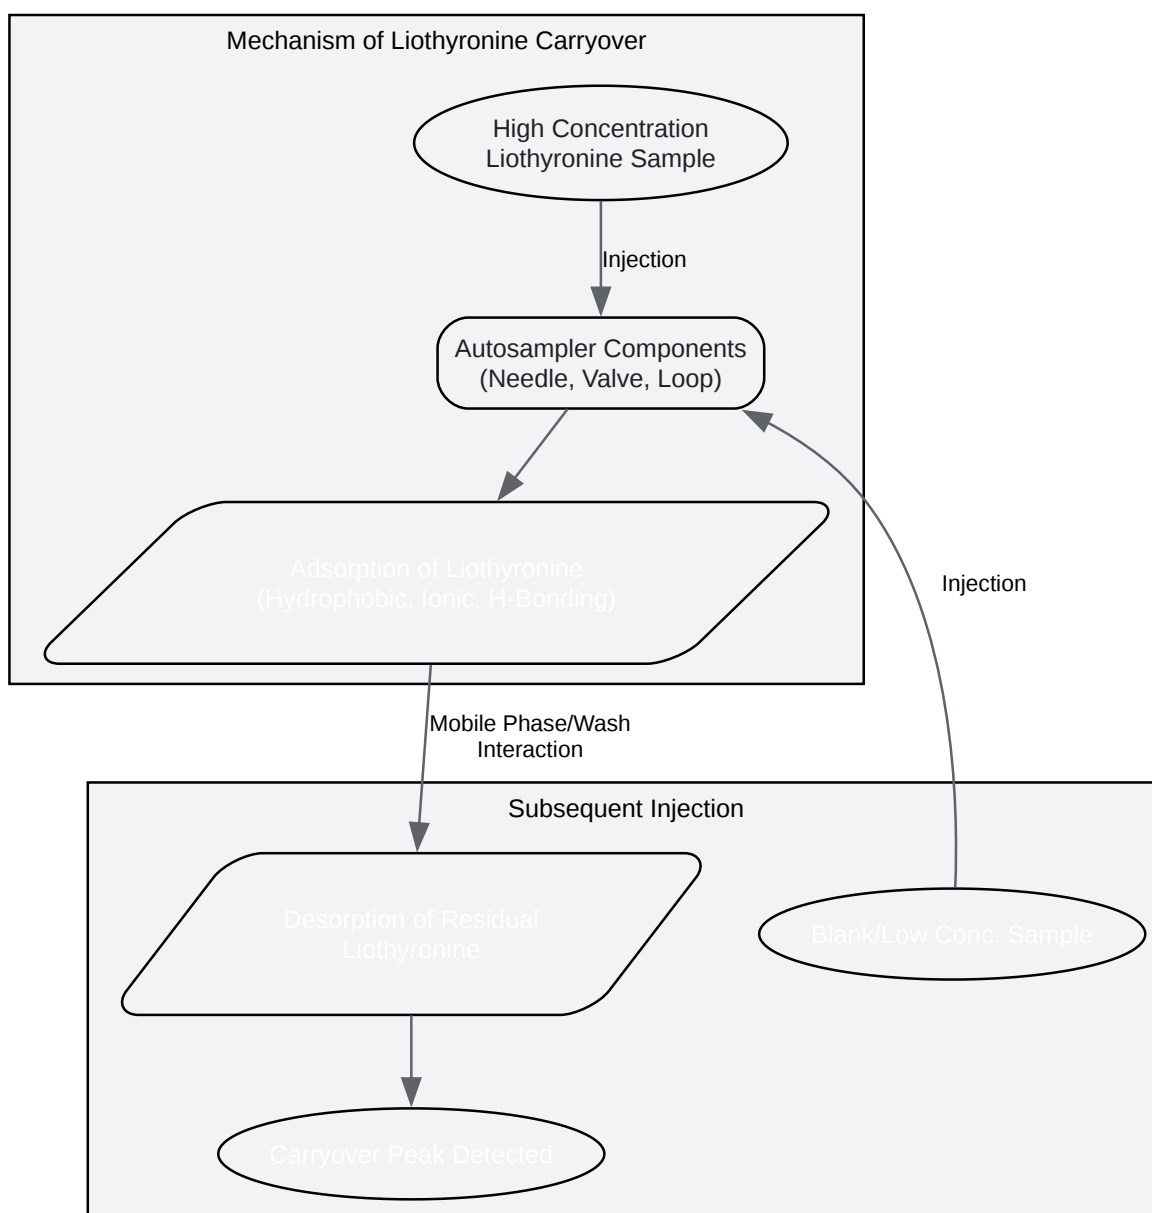 Mechanism of Liothyronine Carryover
High Concentration
Liothyronine Sample
Injection
Autosampler Components
(Needle, Valve, Loop)
Adsorption of Liothyronine
(Hydrophobic, Ionic, H-Bonding)
Injection
Mobile Phase/Wash
Interaction
Subsequent Injection
Desorption of Residual
Liothyronine
Blank/Low Conc. Sample
Carryover Peak Detected